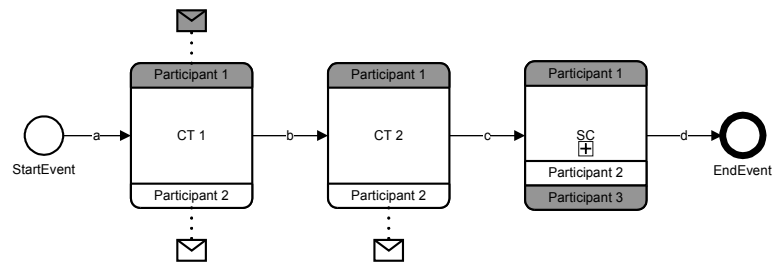 Participant 1
Participant 1
Participant 1
a
CT 1
b
CT 2
c
SC
d
StartEvent
EndEvent
Participant 2
Participant 2
Participant 2
Participant 3